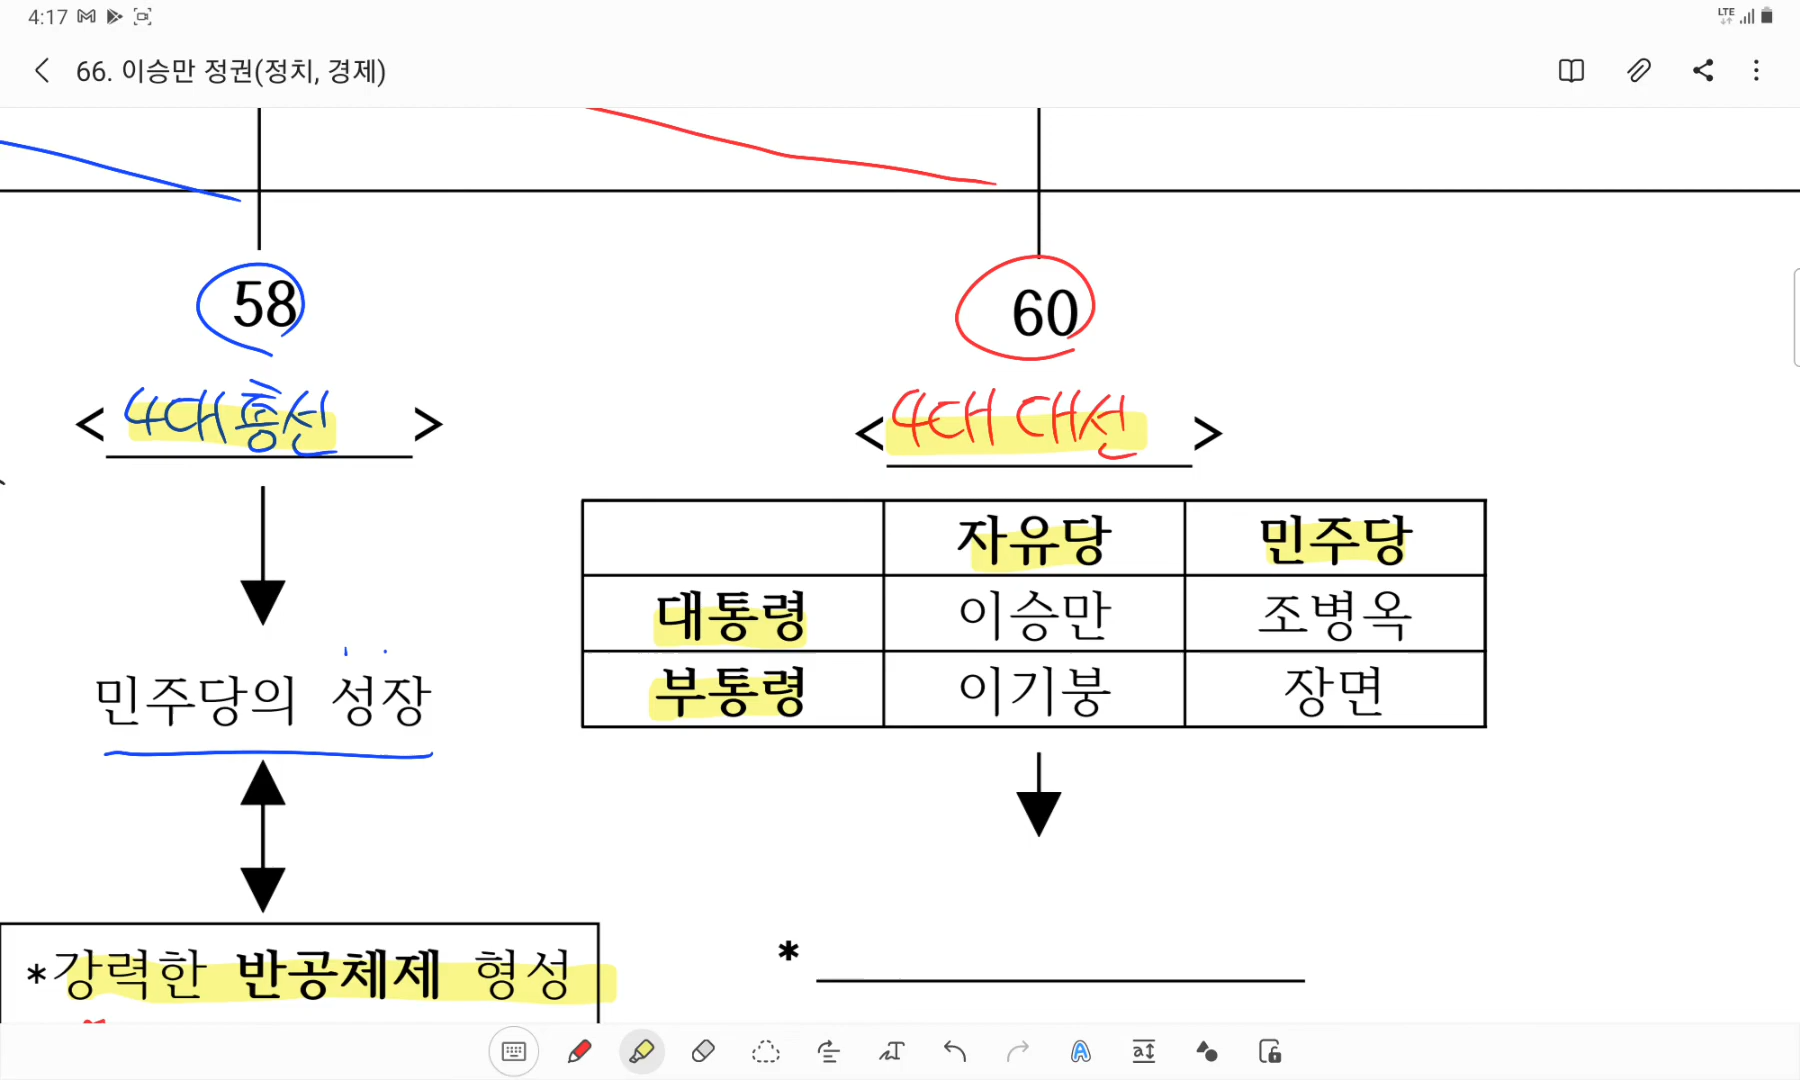 4:17
LTE
66. 이승만 정권(정치, 경제)
58
<4대총선>
민주당의 성장
*강력한 반공체제 형성
60
<4대 대선>
자유당 민주당
대통령 이승만 조병옥
부통령 이기붕 장면
*